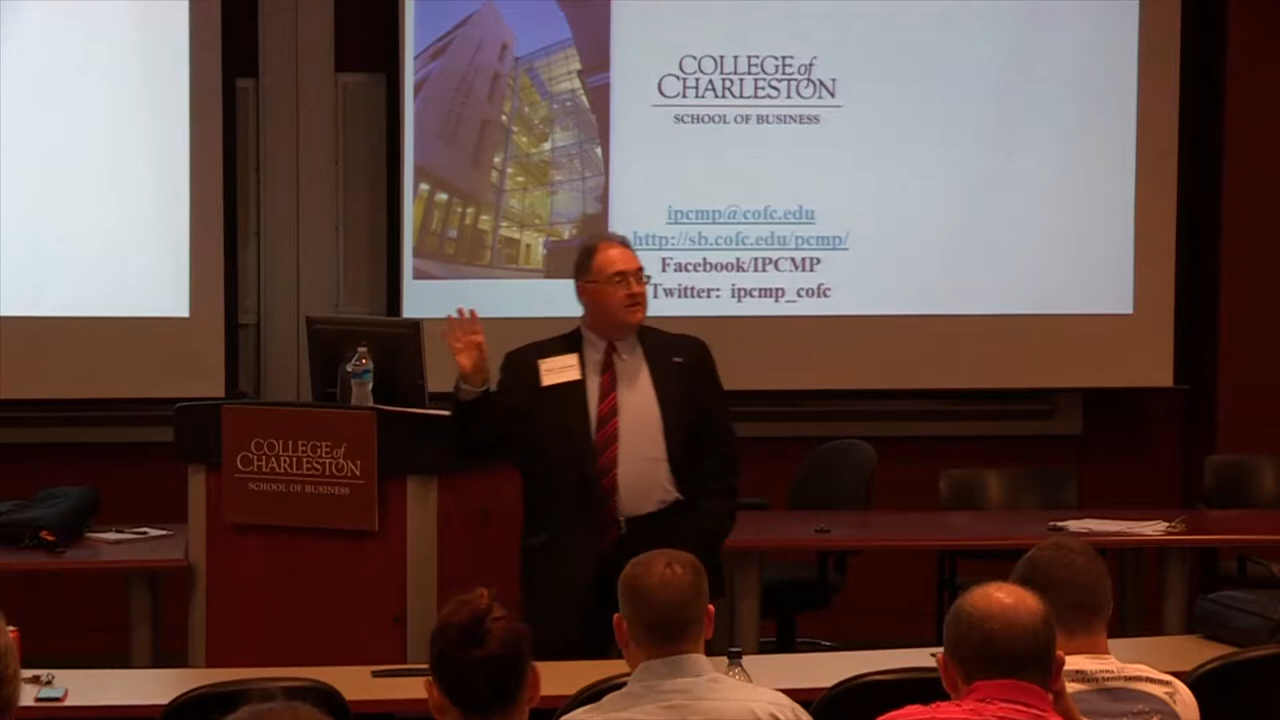 COLLEGE of
CHARLESTON
SCHOOL OF BUSINESS
ipcmp@cofc.edu
http://sb.cofc.edu/pcmp/
Facebook/IPCMP
Twitter: ipcmp_cofc
COLLEGE of
CHARLESTON
SCHOOL OF BUSINESS